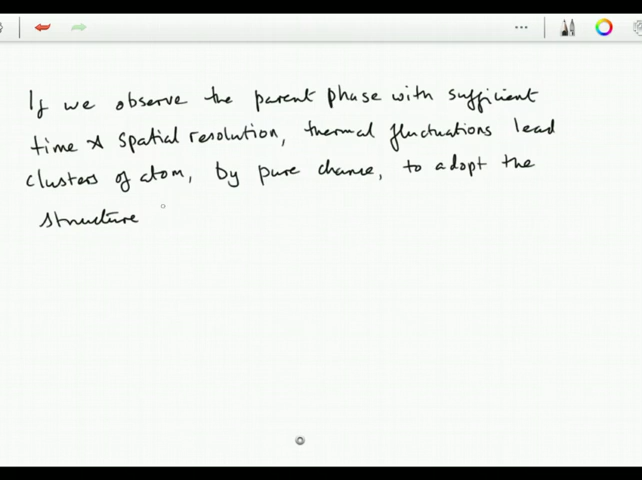 If we observe the parent phase with sufficient
time & spatial resolution, thermal fluctuations lead
clusters of atom, by pure chance, to adopt the
structure